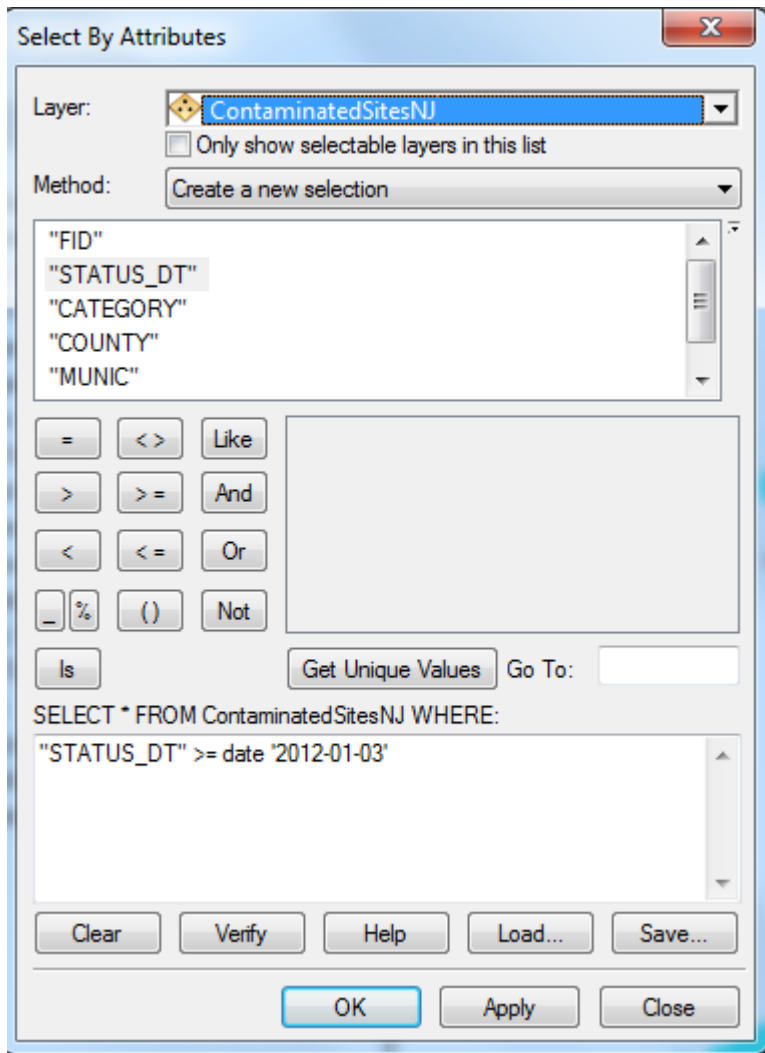 Select By Attributes
Layer: ContaminatedSitesNJ
Only show selectable layers in this list
Method: Create a new selection
"FID"
"STATUS_DT"
"CATEGORY"
"COUNTY"
"MUNIC"
= < > Like
> > = And
< < = Or
_ % ( ) Not
Is Get Unique Values Go To:
SELECT * FROM ContaminatedSitesNJ WHERE:
"STATUS_DT" >= date '2012-01-03'
Clear Verify Help Load... Save...
OK Apply Close